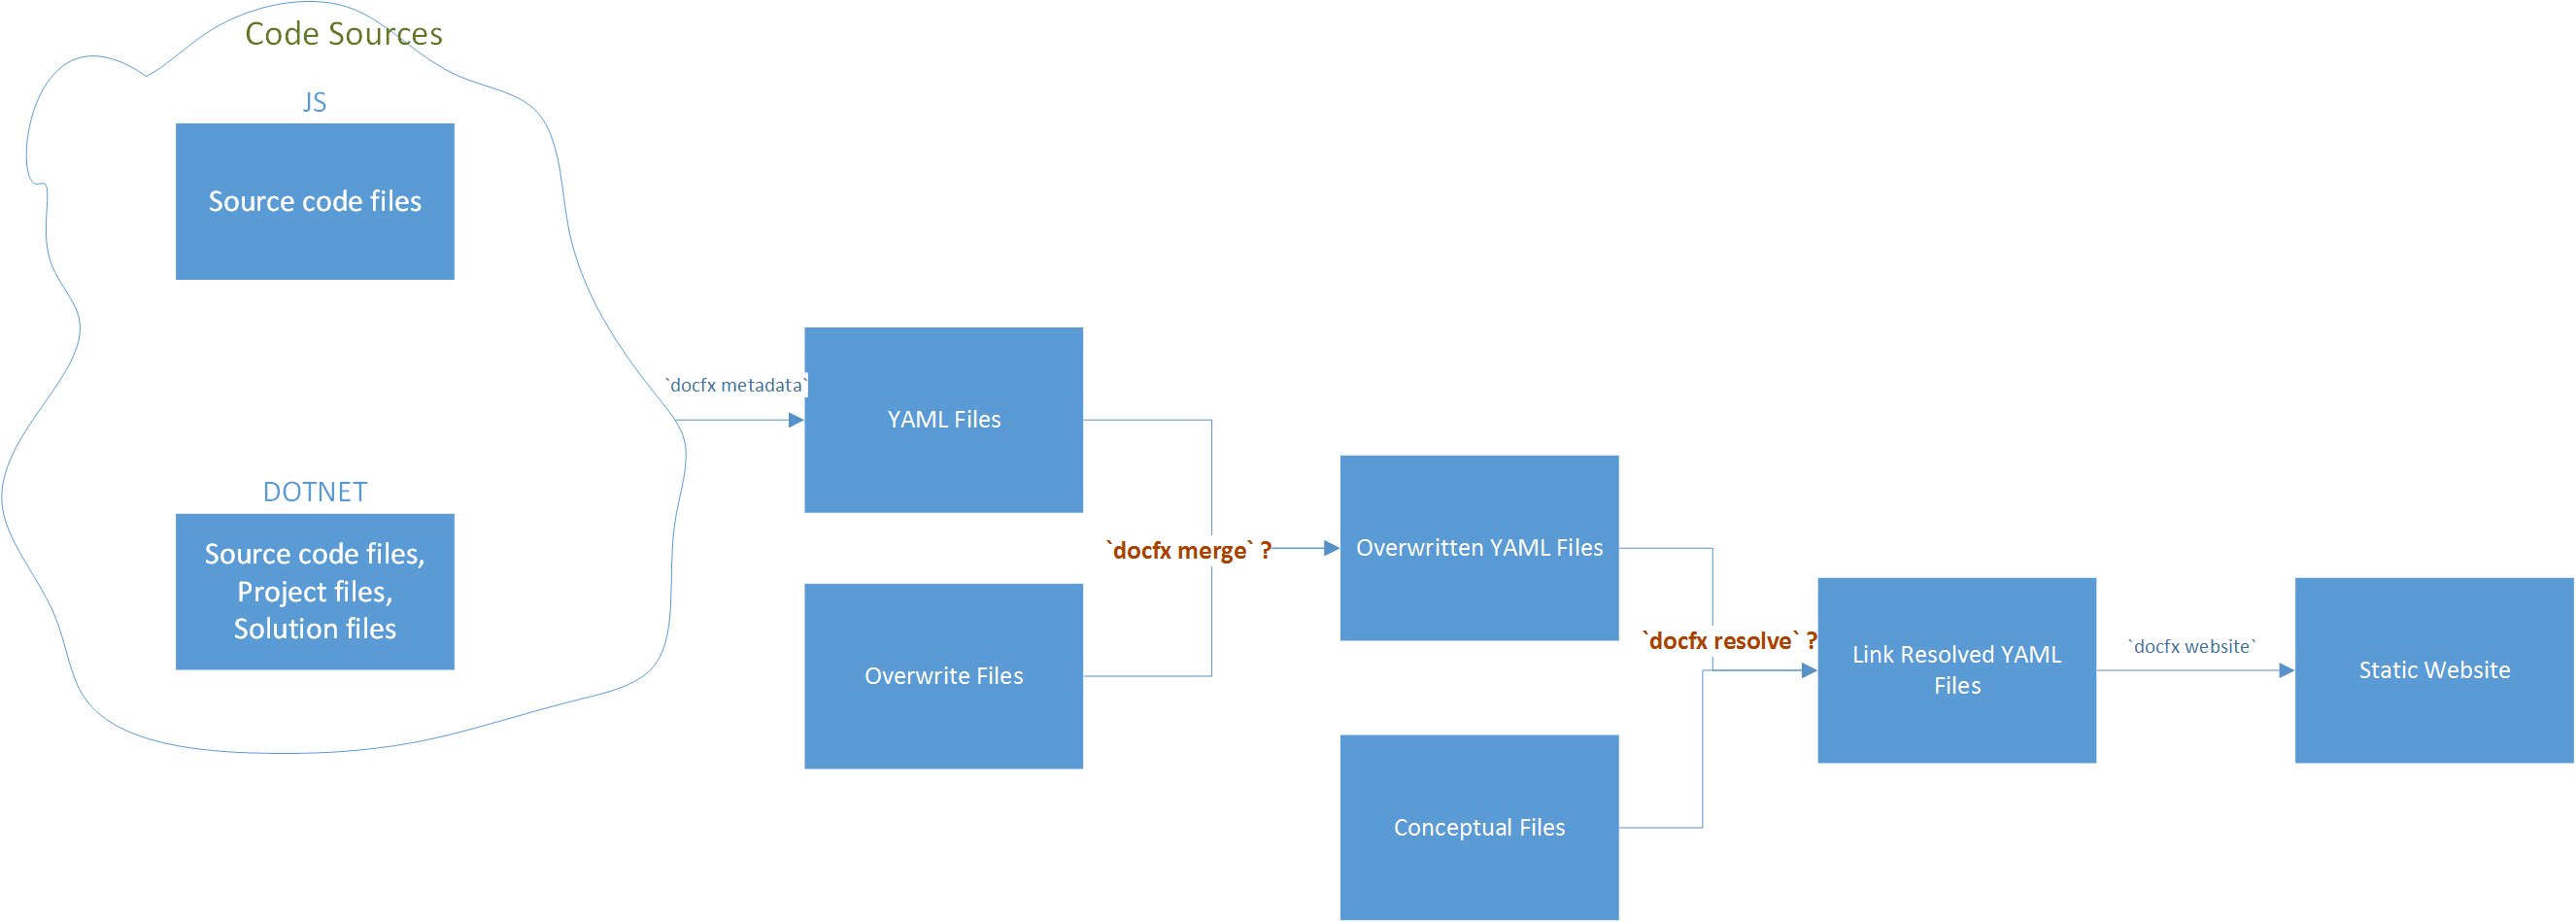 Code Sources
JS
Source code files
DOTNET
Source code files,
Project files,
Solution files
`docfx metadata`
YAML Files
Overwrite Files
`docfx merge` ?
Overwritten YAML Files
Conceptual Files
`docfx resolve` ?
Link Resolved YAML
Files
`docfx website`
Static Website